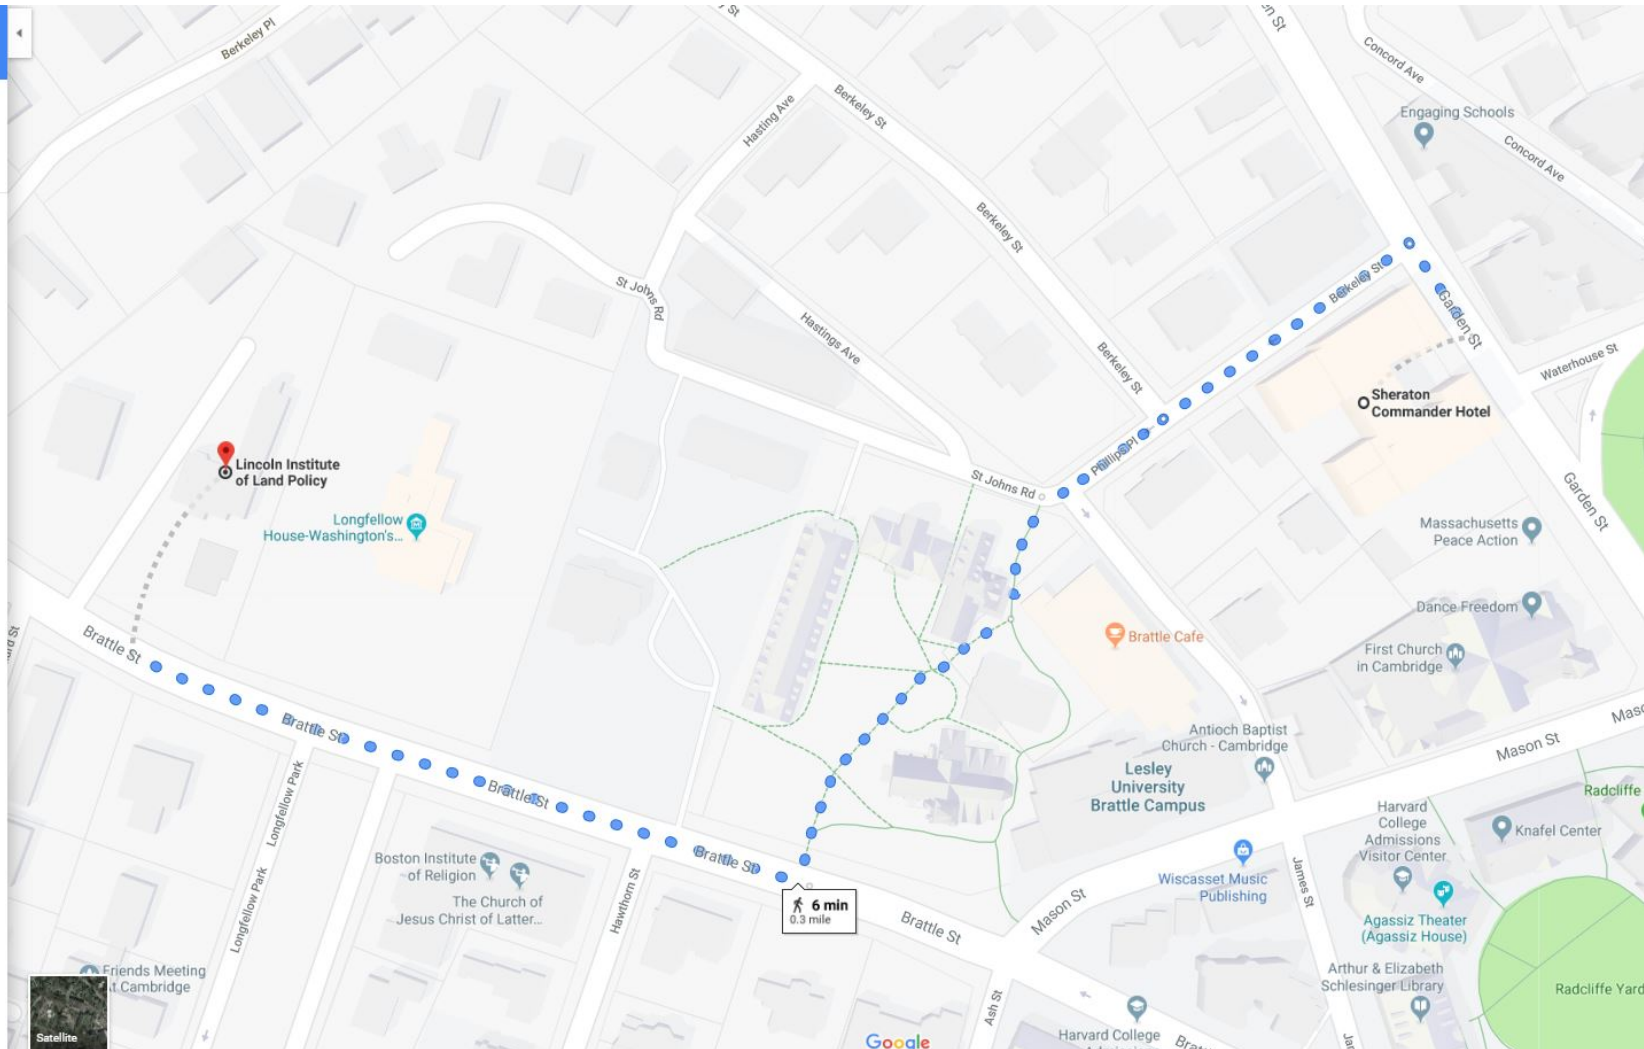 Berkeley Pl
Hasting Ave
Berkeley St
Concord Ave
Engaging Schools
Concord Ave
Berkeley St
St Johns Rd
Hastings Ave
Berkeley St
Berkeley St
Garden St
Waterhouse St
Sheraton
Commander Hotel
Phillips Pl
St Johns Rd
Lincoln Institute
of Land Policy
Longfellow
House-Washington's...
Garden St
Massachusetts
Peace Action
Dance Freedom
Brattle Cafe
First Church
in Cambridge
Brattle St
Brattle St
Antioch Baptist
Church - Cambridge
Mason St
Lesley
University
Brattle Campus
Longfellow Park
Brattle St
Radcliffe
Harvard
College
Admissions
Visitor Center
Knafel Center
Boston Institute
of Religion
The Church of
Jesus Christ of Latter...
Brattle St
Hawthorn St
Wiscasset Music
Publishing
James St
6 min
0.3 mile
Mason St
Brattle St
Agassiz Theater
(Agassiz House)
Longfellow Park
Friends Meeting
at Cambridge
Arthur & Elizabeth
Schlesinger Library
Radcliffe Yard
Ash St
Satellite
Google
Harvard College